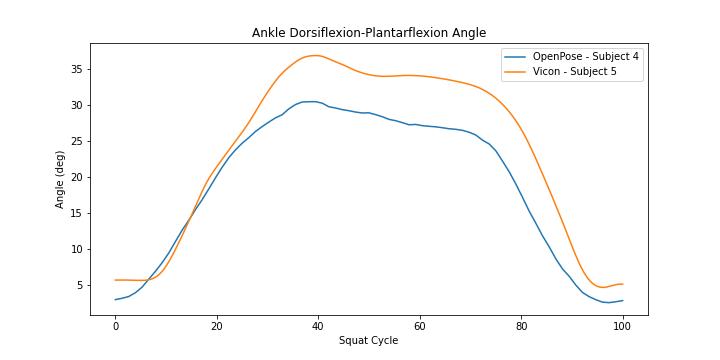 Ankle Dorsiflexion-Plantarflexion Angle
OpenPose - Subject 4
Vicon - Subject 5
Angle (deg)
35
30
25
20
15
10
5
0
20
40
60
80
100
Squat Cycle